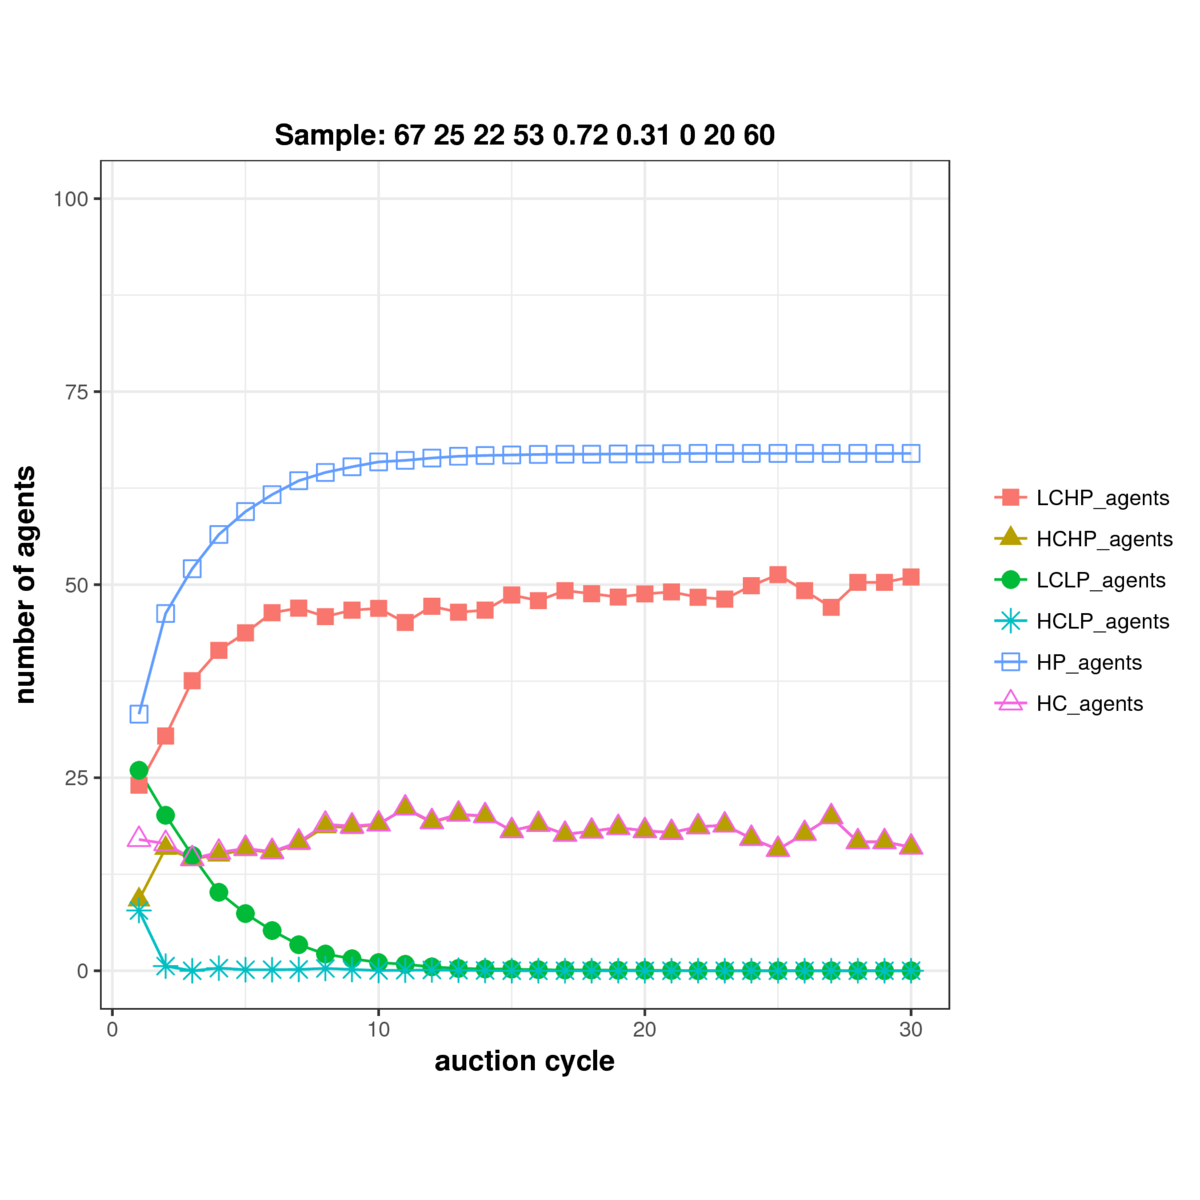 Sample: 67 25 22 53 0.72 0.31 0 20 60
100
75
50
25
0
number of agents
0 10 20 30
auction cycle
LCHP_agents
HCHP_agents
LCLP_agents
HCLP_agents
HP_agents
HC_agents